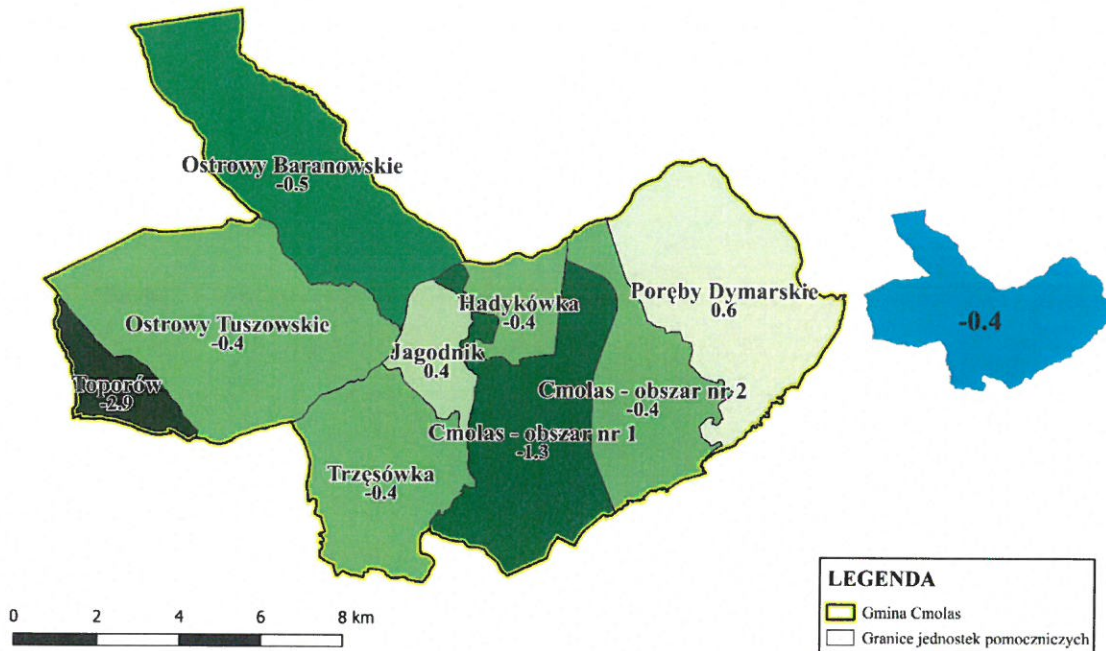 Ostrowy Baranowskie
-0.5
Poręby Dymarskie
0.6
Hadykówka
-0.4
Ostrowy Tuszowskie
-0.4
Jagodnik
0.4
Toporów
-2.9
Cmolas - obszar nr 2
-0.4
Cmolas - obszar nr 1
-1.3
Trzęsówka
-0.4
-0.4
0 2 4 6 8 km
LEGENDA
Gmina Cmolas
Granice jednostek pomoczniczych